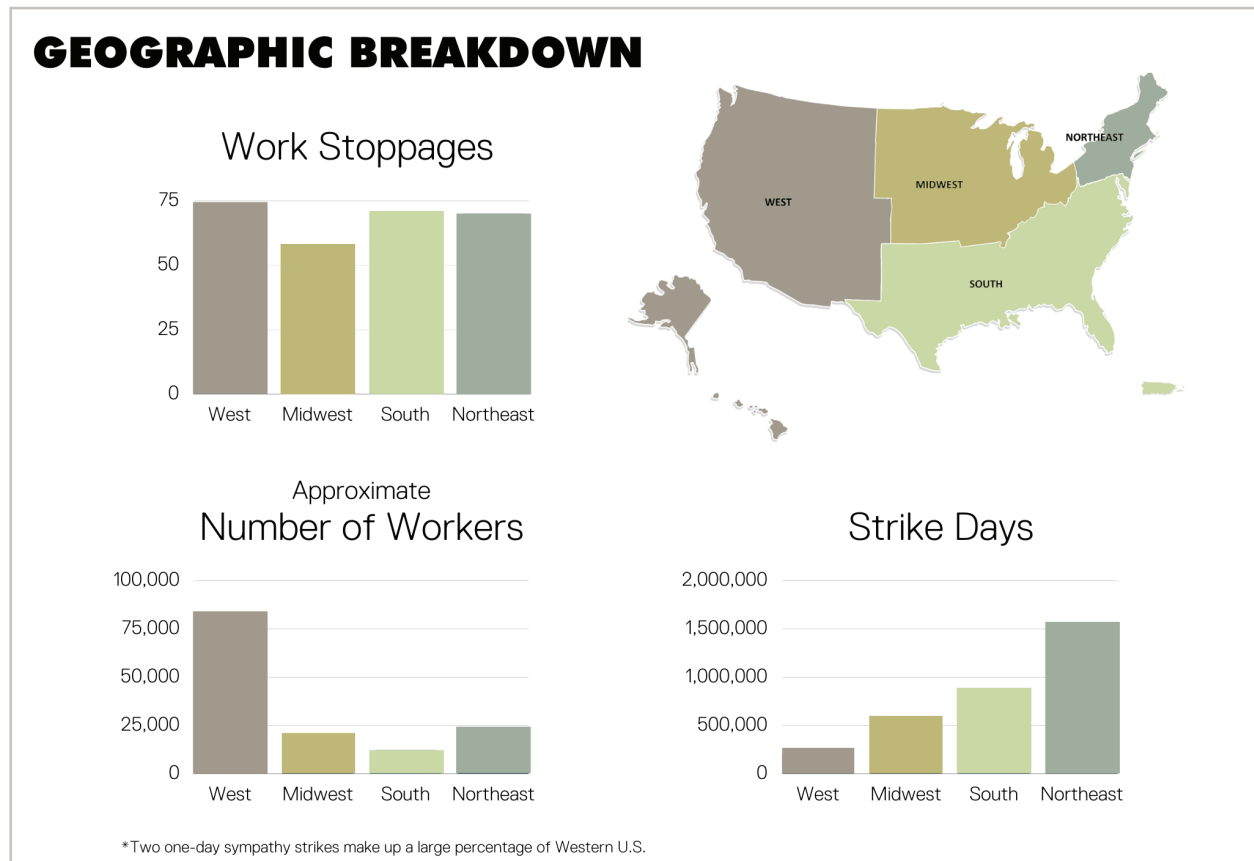 GEOGRAPHIC BREAKDOWN
Work Stoppages
75
50
25
0
West
Midwest
South
Northeast
WEST
MIDWEST
NORTHEAST
SOUTH
Approximate
Number of Workers
100,000
75,000
50,000
25,000
0
West
Midwest
South
Northeast
Strike Days
2,000,000
1,500,000
1,000,000
500,000
0
West
Midwest
South
Northeast
*Two one-day sympathy strikes make up a large percentage of Western U.S.